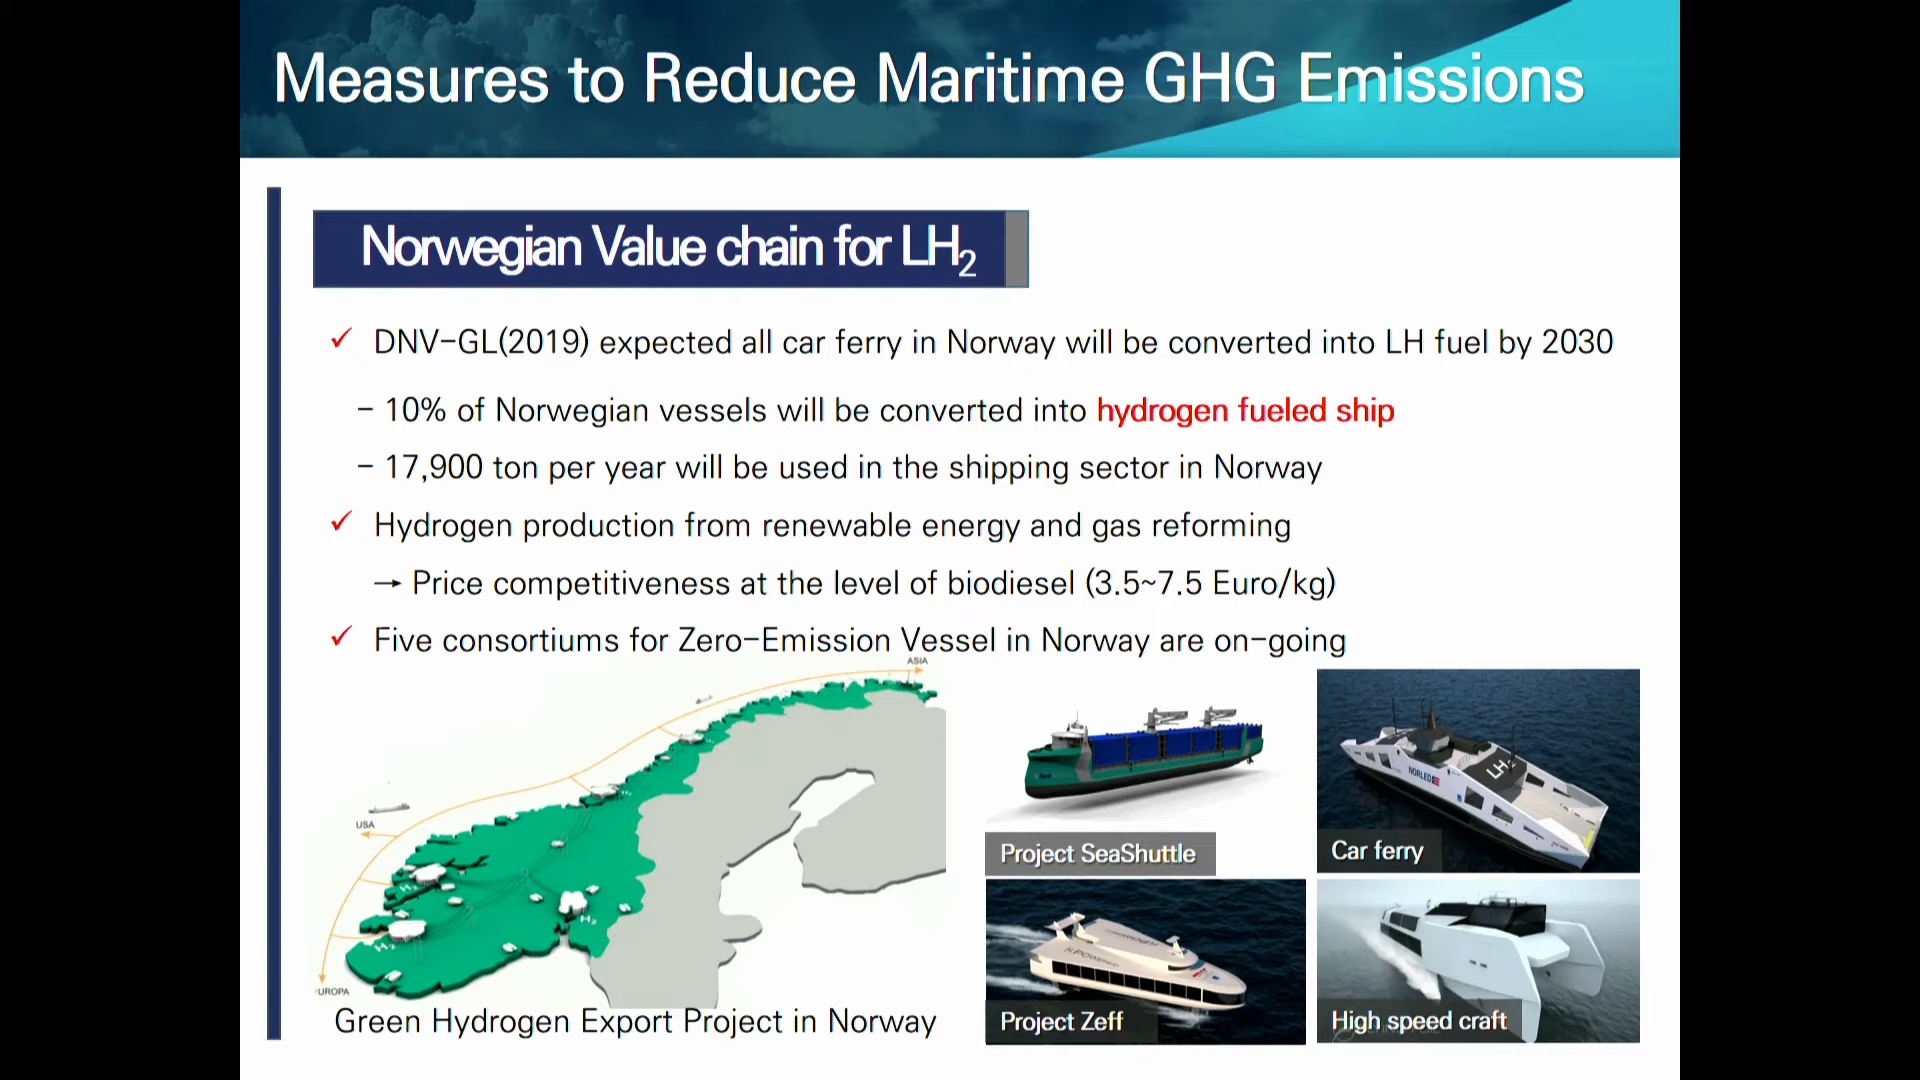 Measures to Reduce Maritime GHG Emissions
Norwegian Value chain for LH₂
✓ DNV-GL(2019) expected all car ferry in Norway will be converted into LH fuel by 2030
- 10% of Norwegian vessels will be converted into hydrogen fueled ship
- 17,900 ton per year will be used in the shipping sector in Norway
✓ Hydrogen production from renewable energy and gas reforming
→ Price competitiveness at the level of biodiesel (3.5~7.5 Euro/kg)
✓ Five consortiums for Zero-Emission Vessel in Norway are on-going
ASIA
USA
H₂
H₂
H₂
UROPA
Green Hydrogen Export Project in Norway
Project SeaShuttle
NORLED
LH₂
Car ferry
Project Zeff
High speed craft